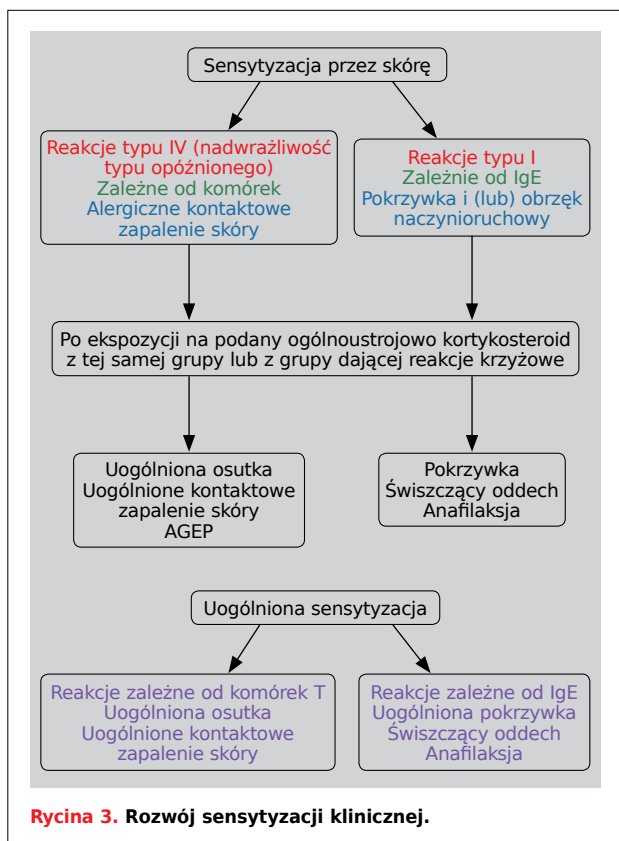 Sensytyzacja przez skórę
Reakcje typu IV (nadwrażliwość
typu opóźnionego)
Zależne od komórek
Alergiczne kontaktowe
zapalenie skóry
Reakcje typu I
Zależnie od IgE
Pokrzywka i (lub) obrzęk
naczynioruchowy
Po ekspozycji na podany ogólnoustrojowo kortykosteroid
z tej samej grupy lub z grupy dającej reakcje krzyżowe
Uogólniona osutka
Uogólnione kontaktowe
zapalenie skóry
AGEP
Pokrzywka
Świszczący oddech
Anafilaksja
Uogólniona sensytyzacja
Reakcje zależne od komórek T
Uogólniona osutka
Uogólnione kontaktowe
zapalenie skóry
Reakcje zależne od IgE
Uogólniona pokrzywka
Świszczący oddech
Anafilaksja
Rycina 3. Rozwój sensytyzacji klinicznej.